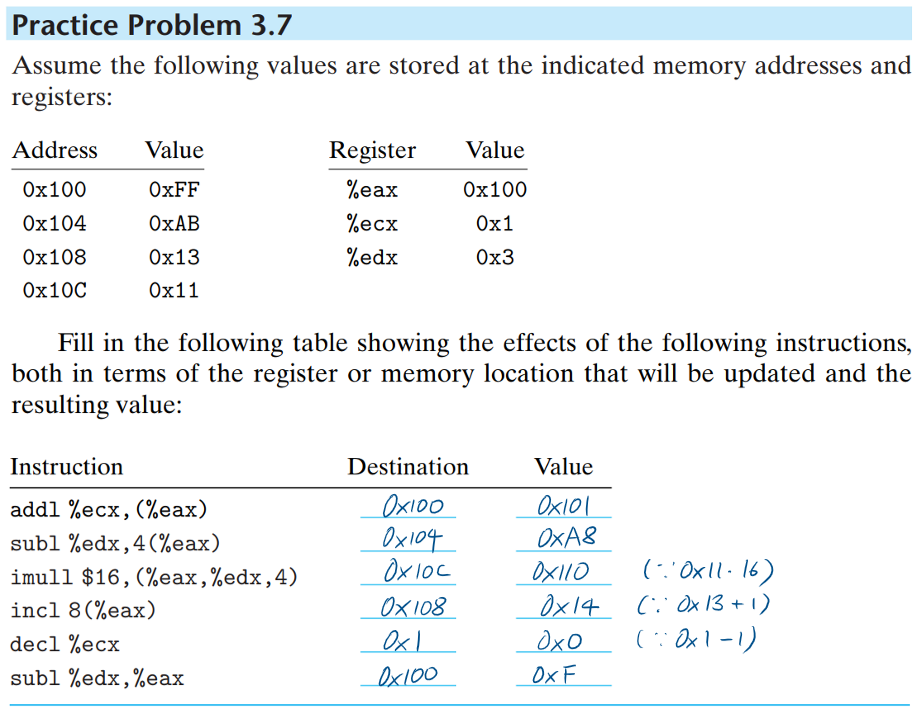 Practice Problem 3.7
Assume the following values are stored at the indicated memory addresses and
registers:
Address Value Register Value
0x100 0xFF %eax 0x100
0x104 0xAB %ecx 0x1
0x108 0x13 %edx 0x3
0x10C 0x11
Fill in the following table showing the effects of the following instructions,
both in terms of the register or memory location that will be updated and the
resulting value:
Instruction Destination Value
addl %ecx,(%eax) 0x100 0x101
subl %edx,4(%eax) 0x104 0xA8
imull $16,(%eax,%edx,4) 0x10C 0x110 (∵ 0x11·16)
incl 8(%eax) 0x108 0x14 (∵ 0x13+1)
decl %ecx 0x1 0x0 (∵ 0x1-1)
subl %edx,%eax 0x100 0xF